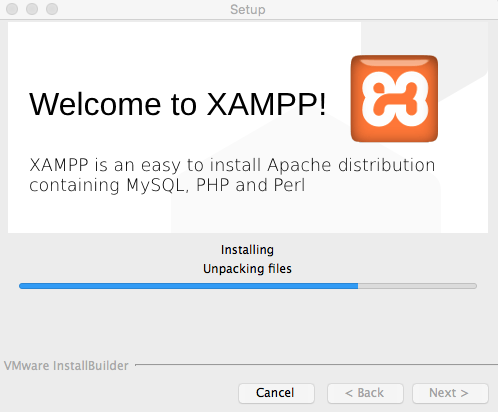 Setup
Welcome to XAMPP!
XAMPP is an easy to install Apache distribution
containing MySQL, PHP and Perl
Installing
Unpacking files
VMware InstallBuilder
Cancel
< Back
Next >